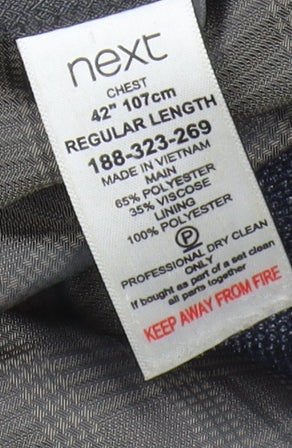 next
CHEST
42" 107cm
REGULAR LENGTH
188-323-269
MADE IN VIETNAM
MAIN
65% POLYESTER
35% VISCOSE
LINING
100% POLYESTER
P
PROFESSIONAL DRY CLEAN
ONLY
If bought as part of a set clean
all parts together
KEEP AWAY FROM FIRE